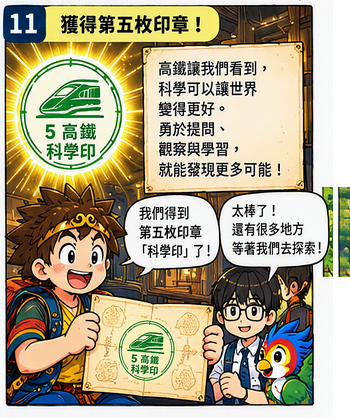 11 獲得第五枚印章！
5 高鐵
科學印
高鐵讓我們看到，
科學可以讓世界
變得更好。
勇於提問、
觀察與學習，
就能發現更多可能！
我們得到
第五枚印章
「科學印」了！
太棒了！
還有很多地方
等著我們去探索！
5 高鐵
科學印